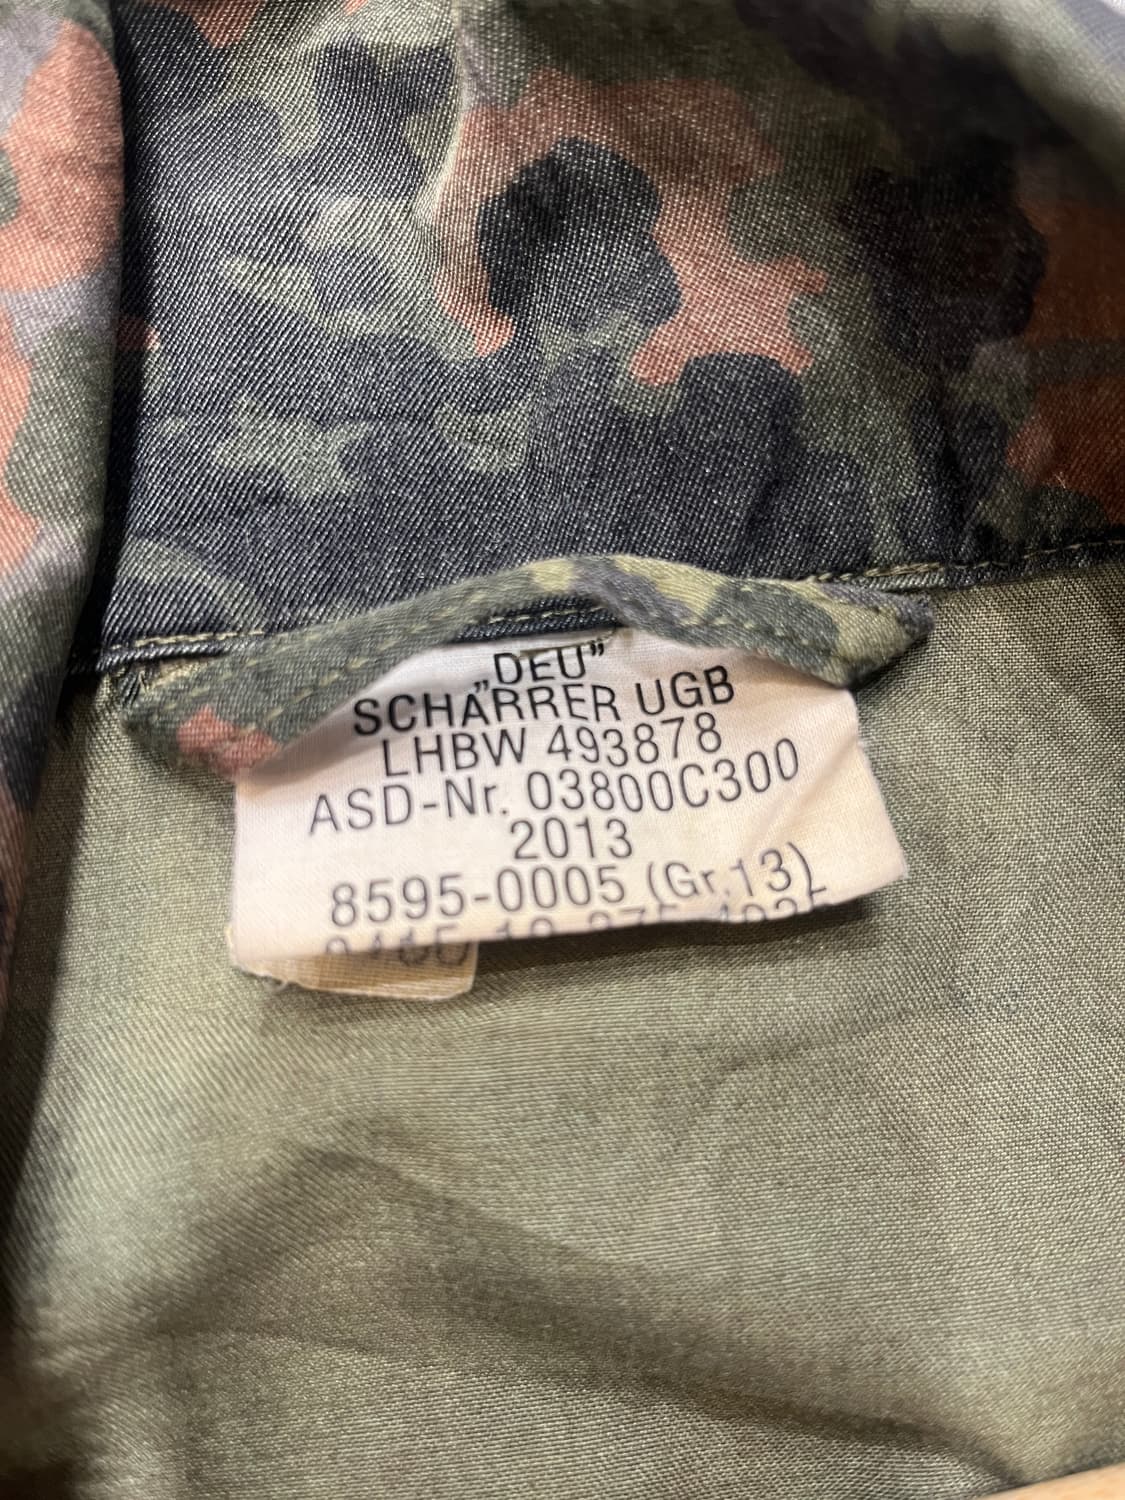 „DEU”
SCHÄRRER UGB
LHBW 493878
ASD-Nr. 03800C300
2013
8595-0005 (Gr.13)